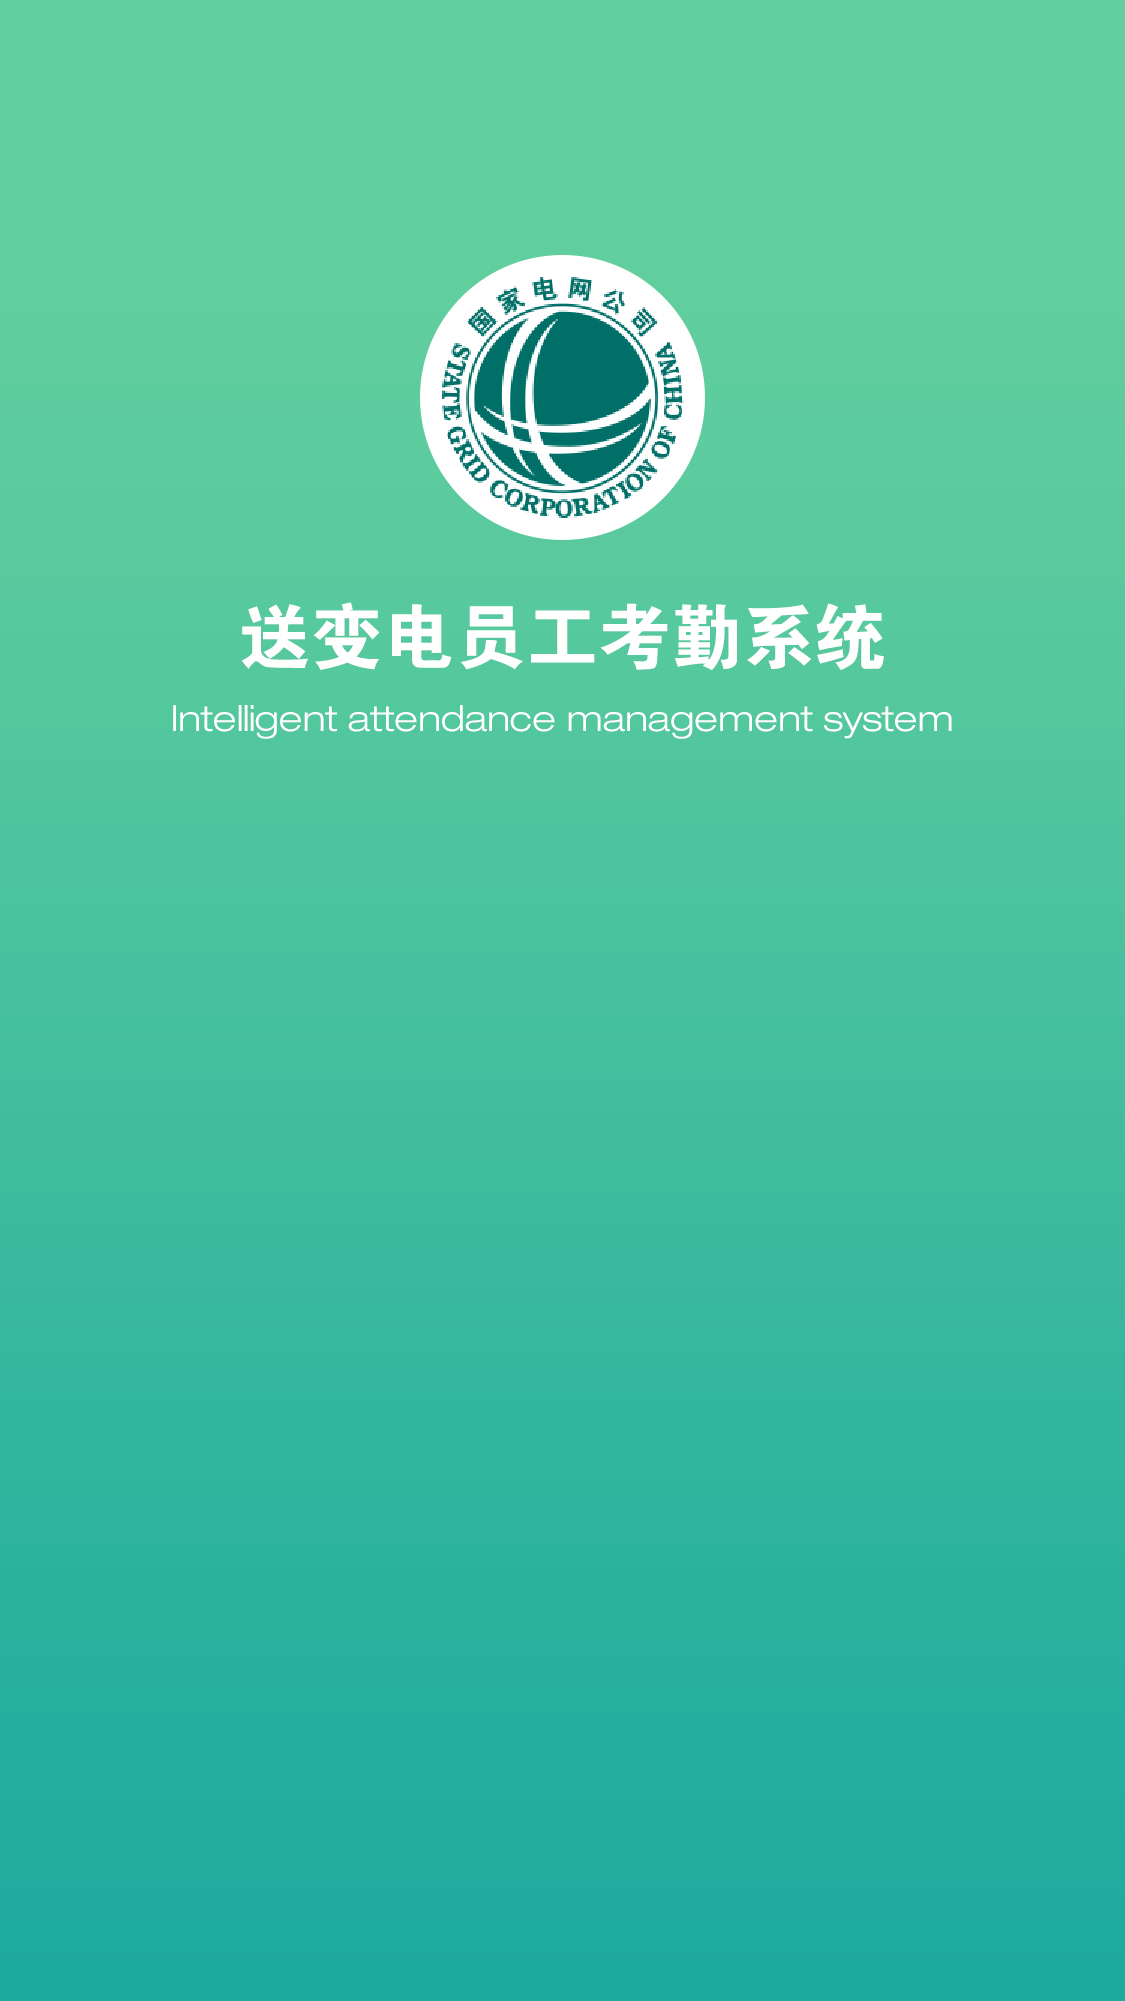 国家电网公司
STATE GRID CORPORATION OF CHINA
送变电员工考勤系统
Intelligent attendance management system